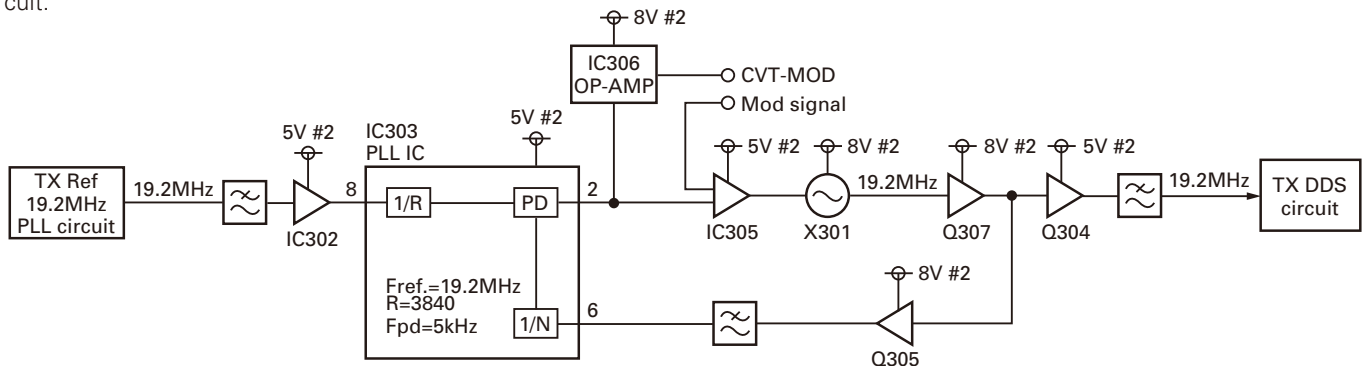 cuit.
8V #2
IC306
OP-AMP
CVT-MOD
Mod signal
5V #2
IC303
PLL IC
5V #2
5V #2
8V #2
8V #2
5V #2
TX Ref
19.2MHz
PLL circuit
19.2MHz
IC302
8
1/R
PD
2
IC305
X301
19.2MHz
Q307
Q304
19.2MHz
TX DDS
circuit
Fref.=19.2MHz
R=3840
Fpd=5kHz
1/N
6
8V #2
Q305